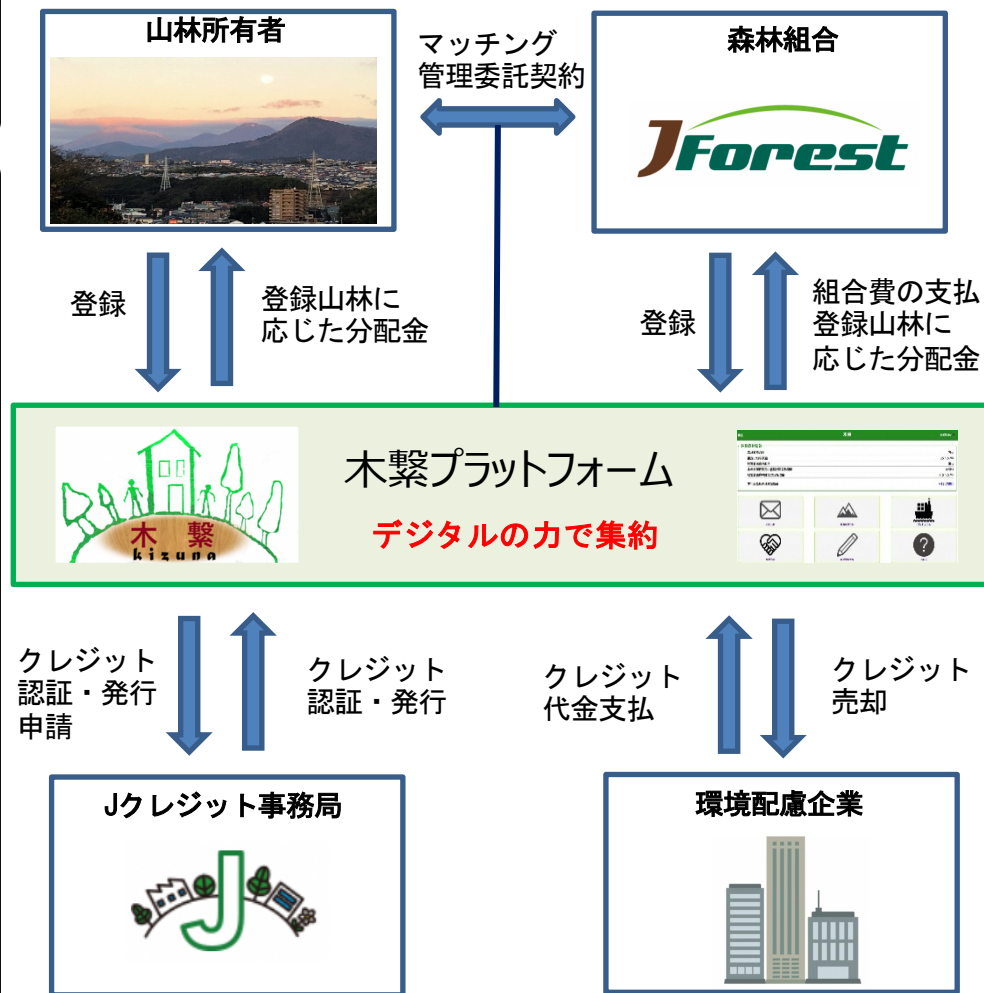 山林所有者
マッチング
管理委託契約
森林組合
JForest
登録
登録山林に
応じた分配金
登録
組合費の支払
登録山林に
応じた分配金
木繋
kizuna
木繋プラットフォーム
デジタルの力で集約
クレジット
認証・発行
申請
クレジット
認証・発行
クレジット
代金支払
クレジット
売却
Jクレジット事務局
J
環境配慮企業